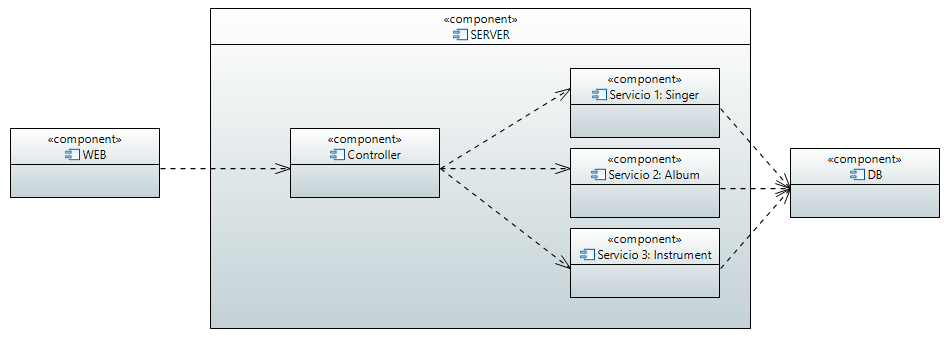 «component»
SERVER
«component»
WEB
«component»
Controller
«component»
Servicio 1: Singer
«component»
Servicio 2: Album
«component»
Servicio 3: Instrument
«component»
DB